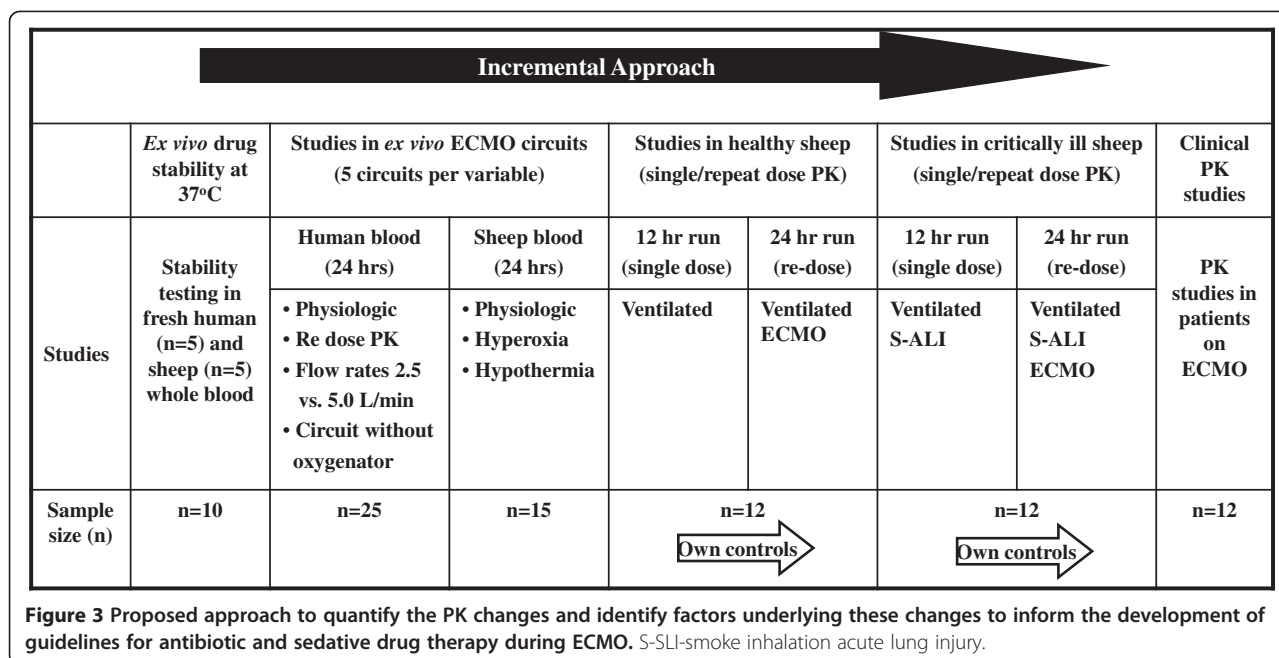 Incremental Approach
Ex vivo drug
stability at
37°C
Studies in ex vivo ECMO circuits
(5 circuits per variable)
Studies in healthy sheep
(single/repeat dose PK)
Studies in critically ill sheep
(single/repeat dose PK)
Clinical
PK
studies
Studies
Stability
testing in
fresh human
(n=5) and
sheep (n=5)
whole blood
Human blood
(24 hrs)
• Physiologic
• Re dose PK
• Flow rates 2.5
vs. 5.0 L/min
• Circuit without
oxygenator
Sheep blood
(24 hrs)
• Physiologic
• Hyperoxia
• Hypothermia
12 hr run
(single dose)
Ventilated
24 hr run
(re-dose)
Ventilated
ECMO
12 hr run
(single dose)
Ventilated
S-ALI
24 hr run
(re-dose)
Ventilated
S-ALI
ECMO
PK
studies in
patients
on
ECMO
Sample
size (n)
n=10
n=25
n=15
n=12
Own controls
n=12
Own controls
n=12
Figure 3 Proposed approach to quantify the PK changes and identify factors underlying these changes to inform the development of
guidelines for antibiotic and sedative drug therapy during ECMO. S-SLI-smoke inhalation acute lung injury.